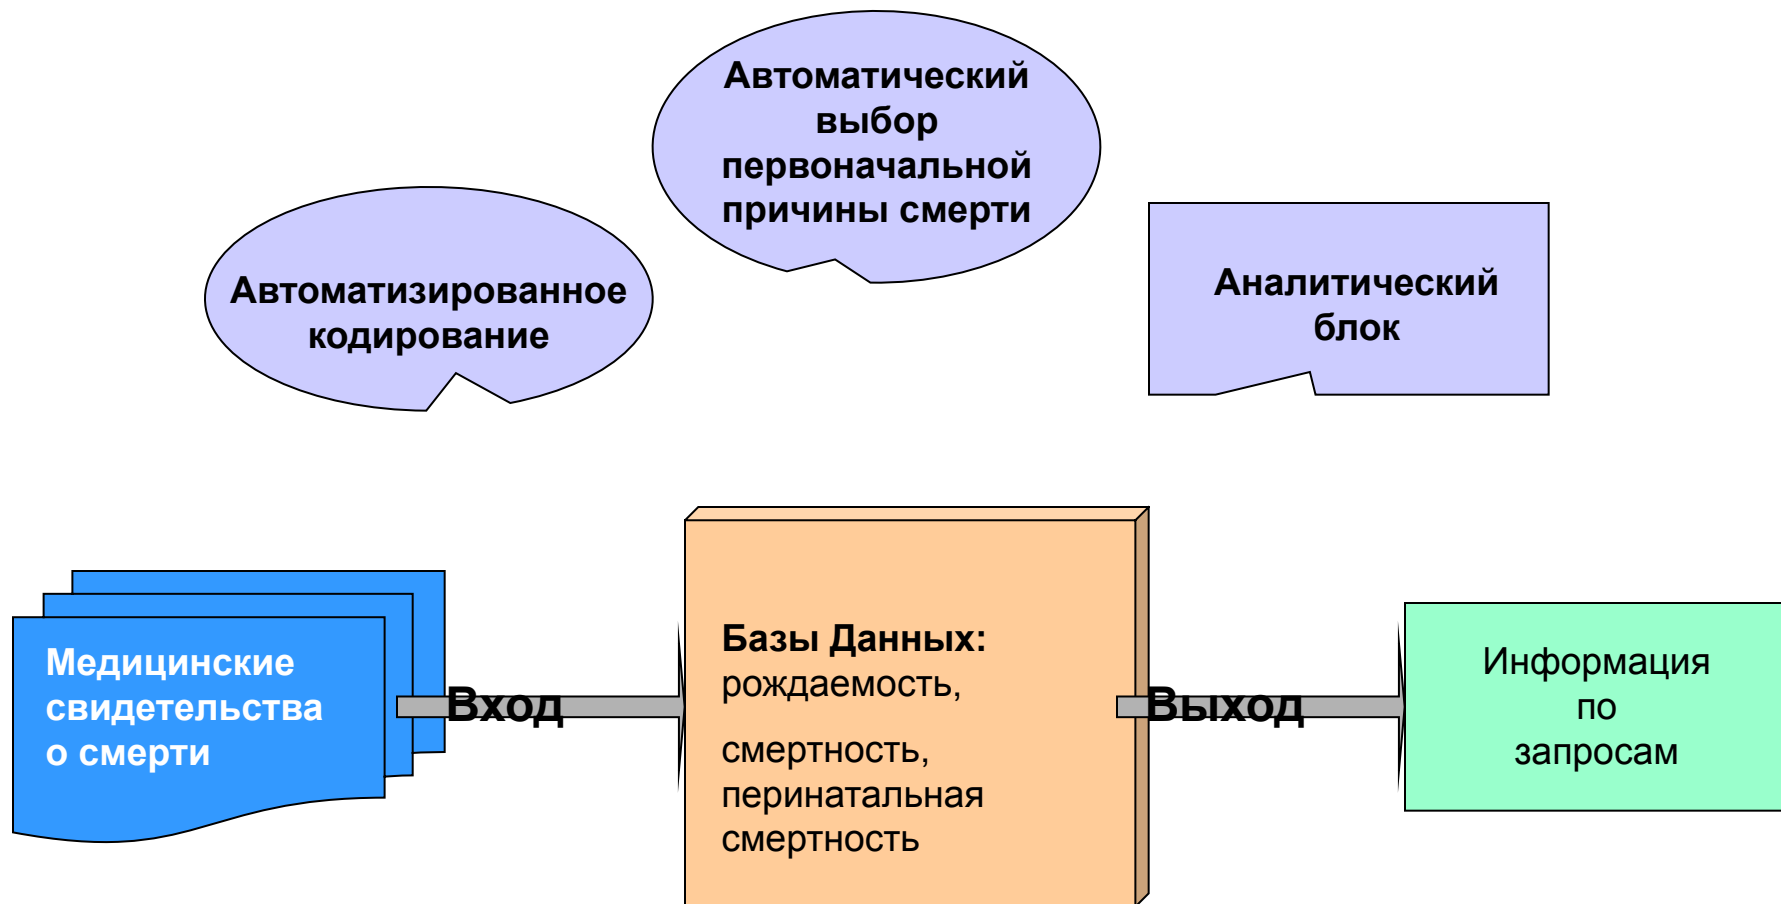 Автоматический
выбор
первоначальной
причины смерти
Автоматизированное
кодирование
Аналитический
блок
Медицинские
свидетельства
о смерти
Вход
Базы Данных:
рождаемость,
смертность,
перинатальная
смертность
Выход
Информация
по
запросам